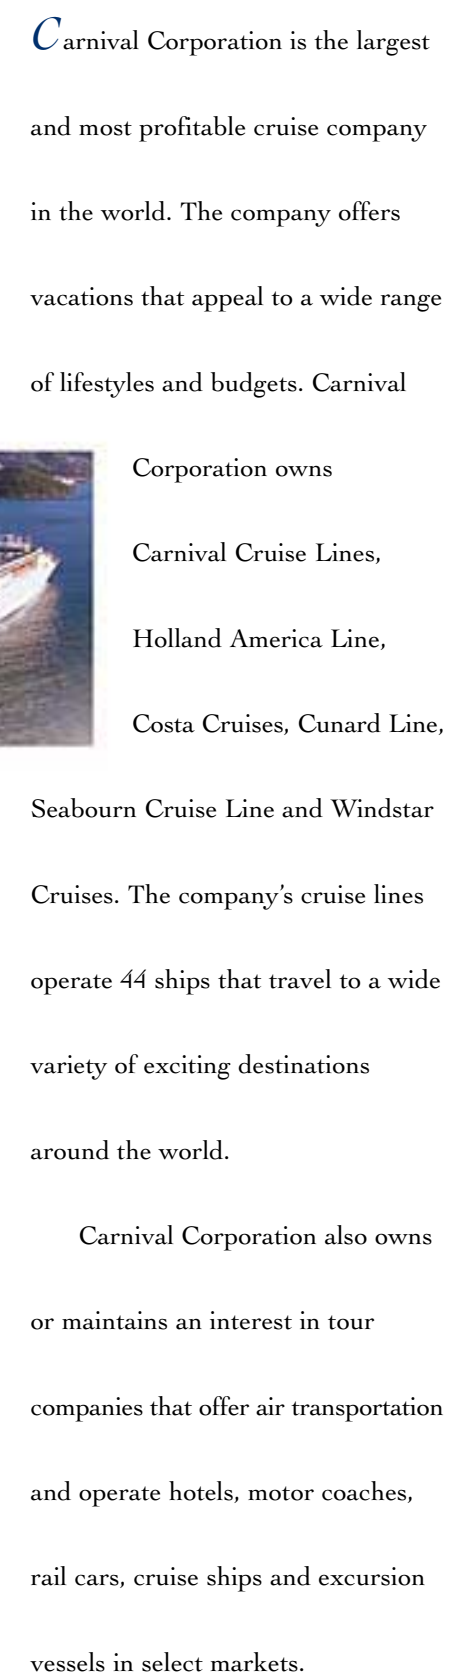 Carnival Corporation is the largest
and most profitable cruise company
in the world. The company offers
vacations that appeal to a wide range
of lifestyles and budgets. Carnival
Corporation owns
Carnival Cruise Lines,
Holland America Line,
Costa Cruises, Cunard Line,
Seabourn Cruise Line and Windstar
Cruises. The company’s cruise lines
operate 44 ships that travel to a wide
variety of exciting destinations
around the world.
Carnival Corporation also owns
or maintains an interest in tour
companies that offer air transportation
and operate hotels, motor coaches,
rail cars, cruise ships and excursion
vessels in select markets.